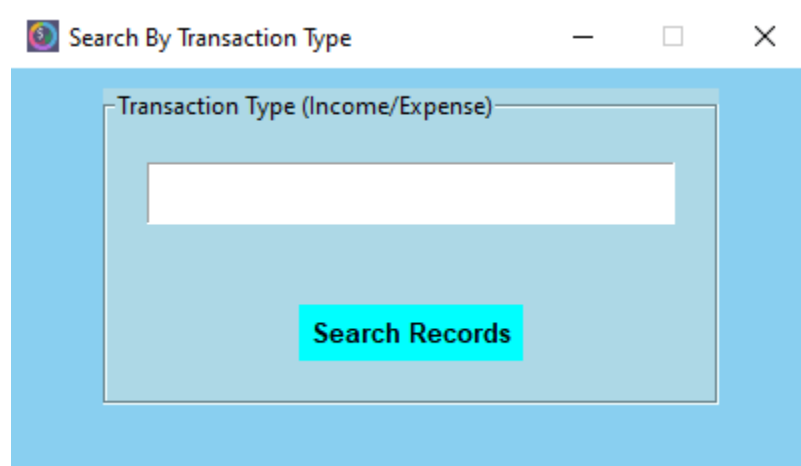 Search By Transaction Type
Transaction Type (Income/Expense)
Search Records